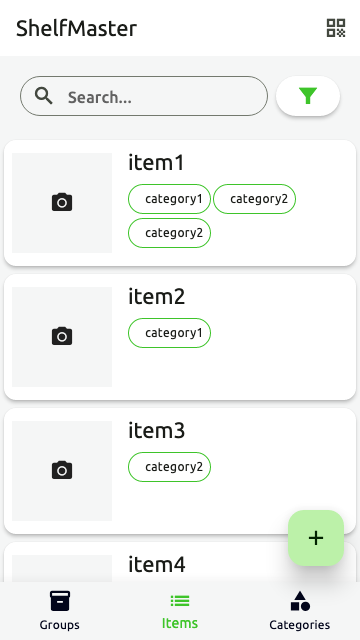 ShelfMaster
Search...
item1
category1 category2
category2
item2
category1
item3
category2
item4
Groups Items Categories